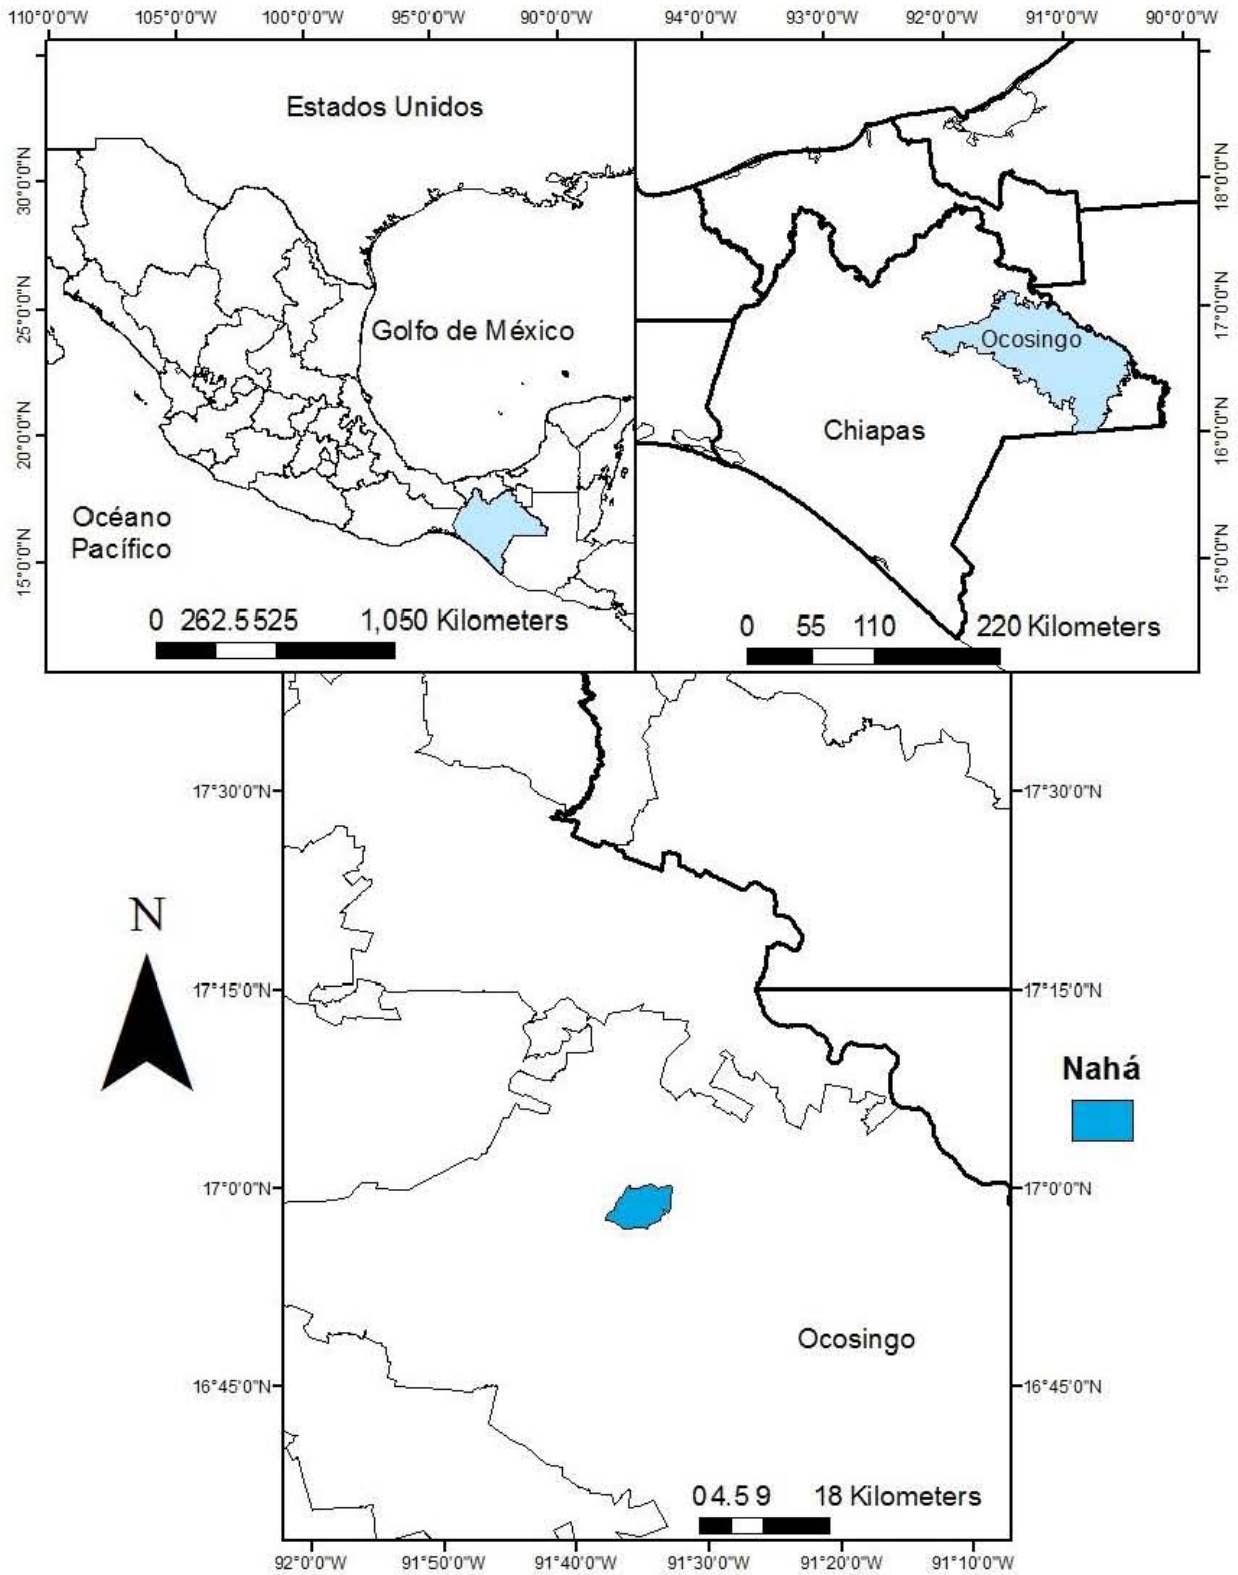 110°0'0"W 105°0'0"W 100°0'0"W 95°0'0"W 90°0'0"W
94°0'0"W 93°0'0"W 92°0'0"W 91°0'0"W 90°0'0"W
Estados Unidos
30°0'0"N
25°0'0"N
20°0'0"N
15°0'0"N
Golfo de México
Océano
Pacífico
0 262.5 525 1,050 Kilometers
18°0'0"N
17°0'0"N
16°0'0"N
15°0'0"N
Ocosingo
Chiapas
0 55 110 220 Kilometers
17°30'0"N 17°30'0"N
N
17°15'0"N 17°15'0"N
Nahá
17°0'0"N 17°0'0"N
Ocosingo
16°45'0"N 16°45'0"N
0 4.5 9 18 Kilometers
92°0'0"W 91°50'0"W 91°40'0"W 91°30'0"W 91°20'0"W 91°10'0"W